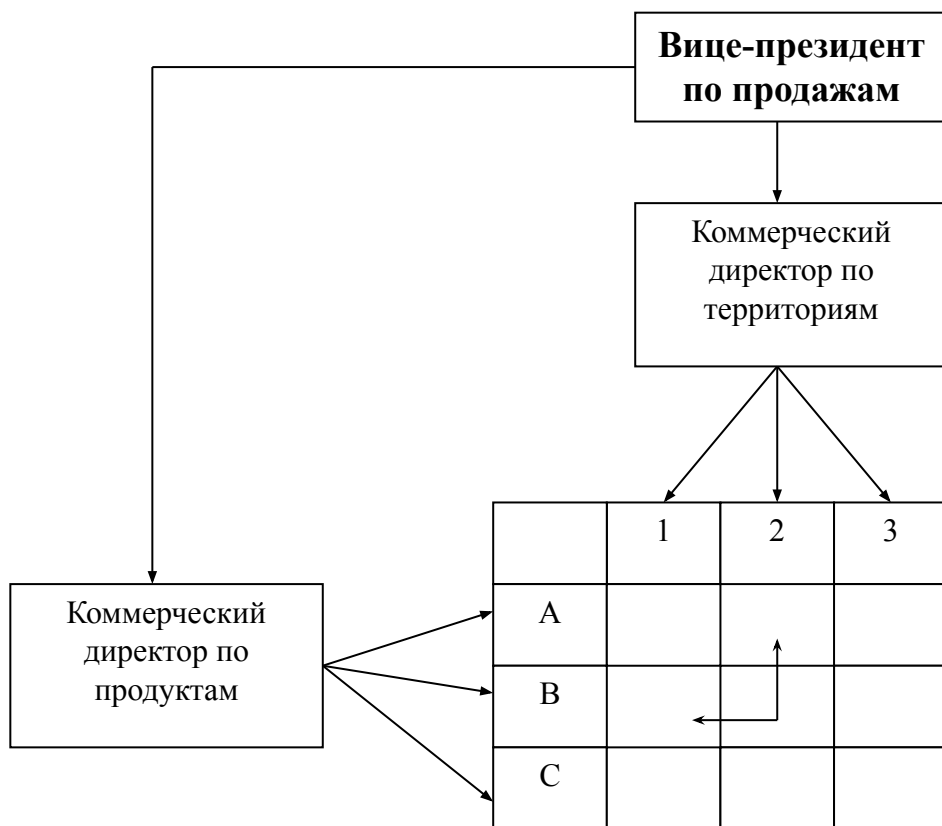 Вице-президент
по продажам
Коммерческий
директор по
территориям
1 2 3
Коммерческий
директор по
продуктам
A
B
C